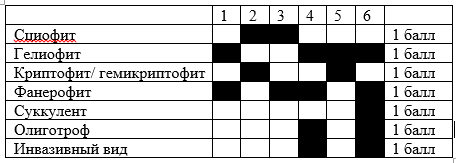 1 2 3 4 5 6
Сциофит 1 балл
Гелиофит 1 балл
Криптофит/ гемикриптофит 1 балл
Фанерофит 1 балл
Суккулент 1 балл
Олиготроф 1 балл
Инвазивный вид 1 балл